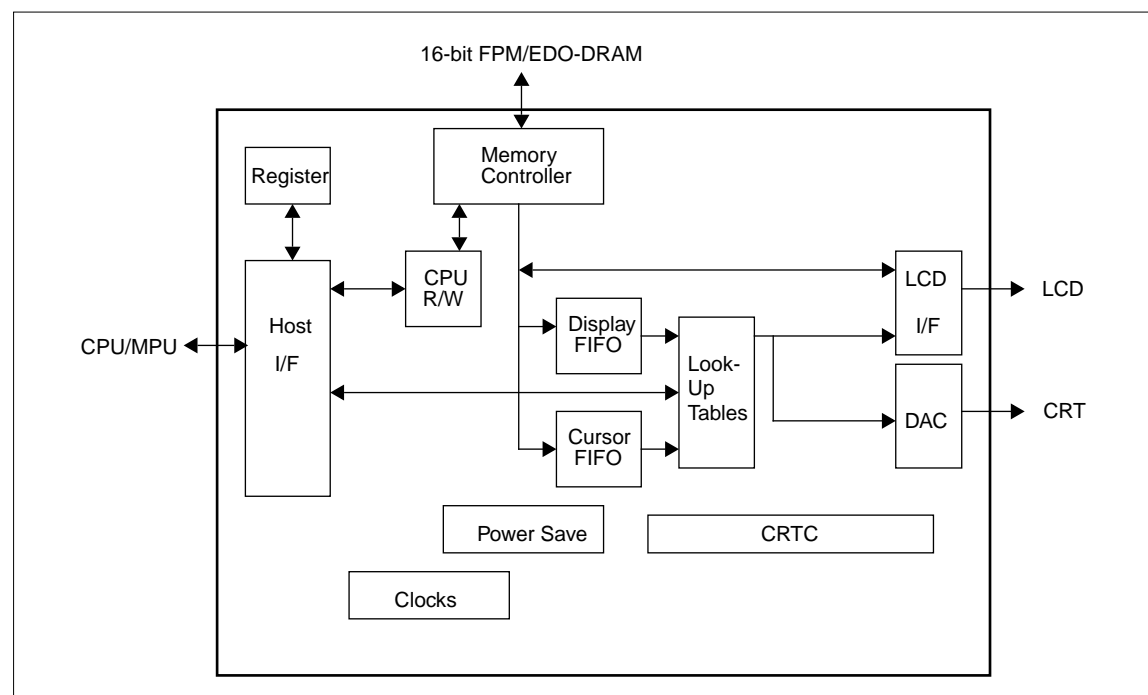 16-bit FPM/EDO-DRAM
Memory
Controller
Register
CPU
R/W
LCD
I/F
LCD
Host
I/F
CPU/MPU
Display
FIFO
Look-
Up
Tables
Cursor
FIFO
DAC
CRT
Power Save
CRTC
Clocks